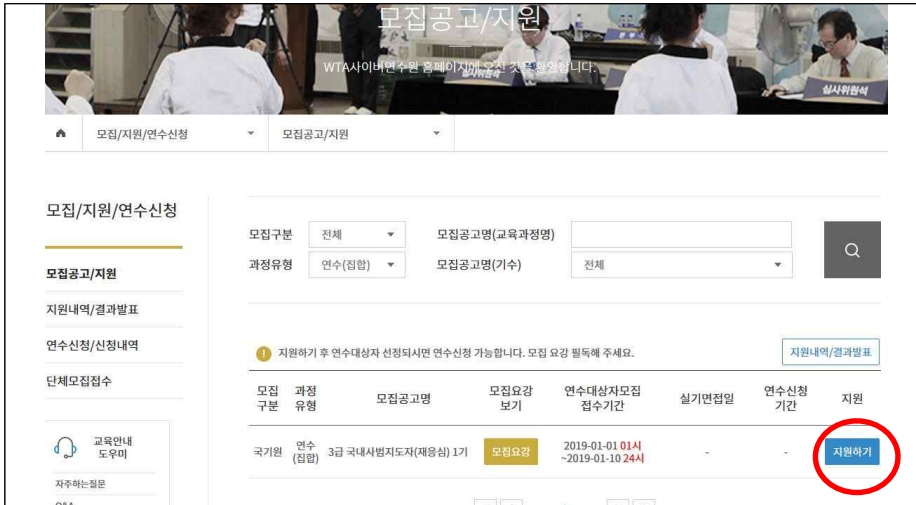 모집공고/지원
WTA사이버연수원 홈페이지에 오신 것을 환영합니다.
심사위원석
모집/지원/연수신청
모집공고/지원
모집/지원/연수신청
모집공고/지원
지원내역/결과발표
연수신청/신청내역
단체모집접수
교육안내
도우미
자주하는질문
모집구분 전체 모집공고명(교육과정명)
과정유형 연수(집합) 모집공고명(기수) 전체
지원하기 후 연수대상자 선정되시면 연수신청 가능합니다. 모집 요강 필독해 주세요.
지원내역/결과발표
모집구분 과정유형 모집공고명 모집요강보기 연수대상자모집 접수기간 실기면접일 연수신청기간 지원
국기원 연수(집합) 3급 국내사범지도자(재응심) 1기 모집요강 2019-01-01 01시 ~2019-01-10 24시 - - 지원하기